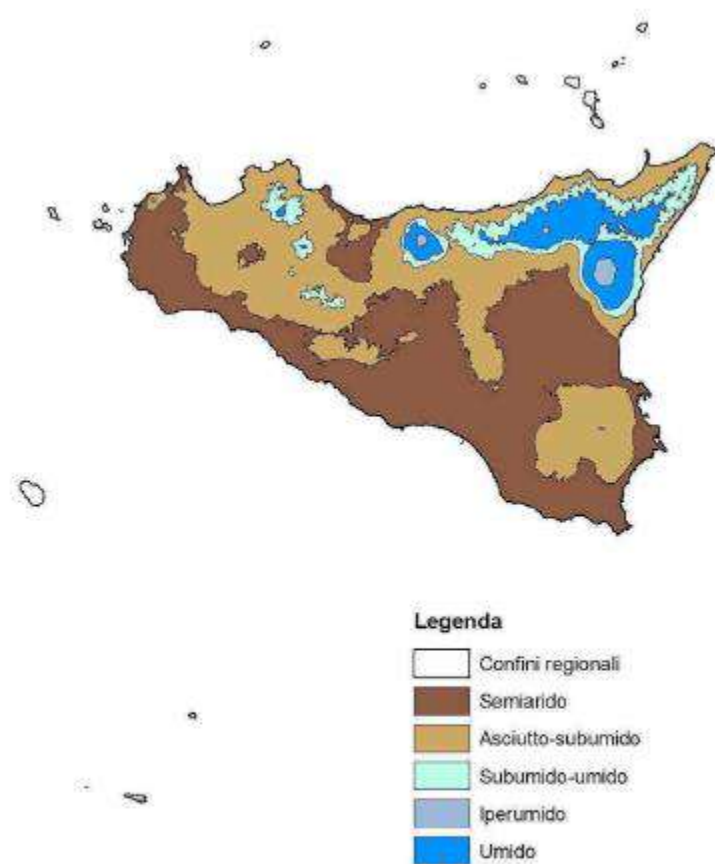 Legenda
Confini regionali
Semiarido
Asciutto-subumido
Subumido-umido
Iperumido
Umido